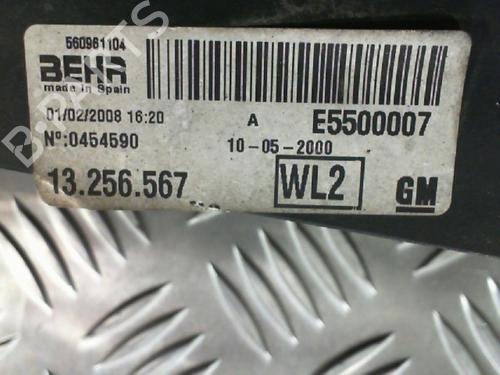 560961104
BEHR
made in Spain
01/02/2008 16:20 A E5500007
Nº:0454590 10-05-2000
13.256.567 WL2 GM